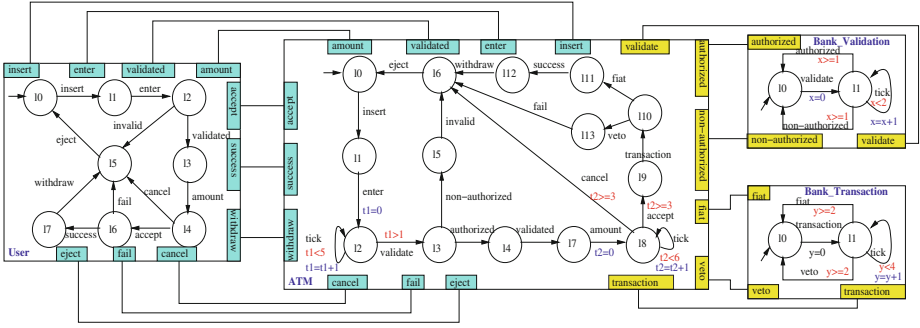 insert enter validated amount
l0 insert l1 enter l2
invalid
validated
eject
l5
l3
withdraw
fail
cancel
amount
l7 success l6 accept l4
User
eject fail cancel
accept
success
withdraw
amount validated enter insert validate
accept
success
withdraw
l0 eject l6 withdraw l12 success l11
fiat
insert
fail
l10
l13 veto
invalid
l1
l5
transaction
cancel
l9
enter
t1=0
non-authorized
t2>=3
t2>=3
accept
tick
t1<5
t1=t1+1
l2
t1>1
validate
l3
authorized
l4
validated
l7
amount
t2=0
l8
tick
t2<6
t2=t2+1
ATM
cancel fail eject transaction
authorized
non-authorized
fiat
veto
authorized Bank_Validation
x>=1
l0
validate
x=0
l1
tick
x<2
x=x+1
x>=1
non-authorized
non-authorized validate
fiat Bank_Transaction
fiat
y>=2
transaction
l0
y=0
l1
tick
veto
y>=2
y<4
y=y+1
veto transaction